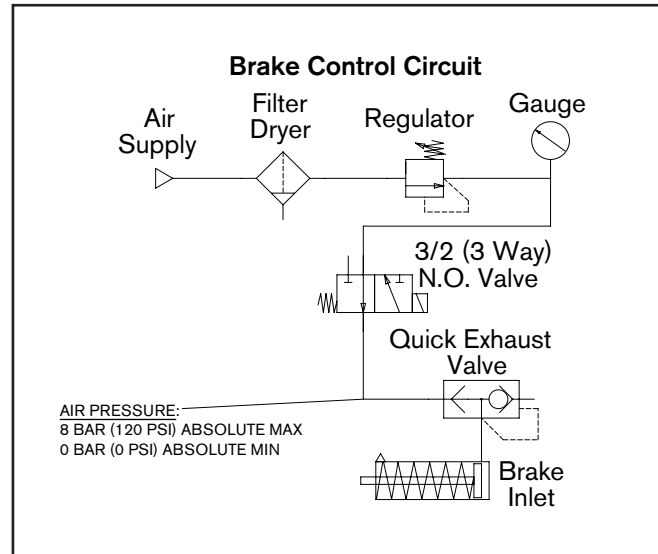 Brake Control Circuit
Air
Supply
Filter
Dryer
Regulator
Gauge
3/2 (3 Way)
N.O. Valve
Quick Exhaust
Valve
AIR PRESSURE:
8 BAR (120 PSI) ABSOLUTE MAX
0 BAR (0 PSI) ABSOLUTE MIN
Brake
Inlet